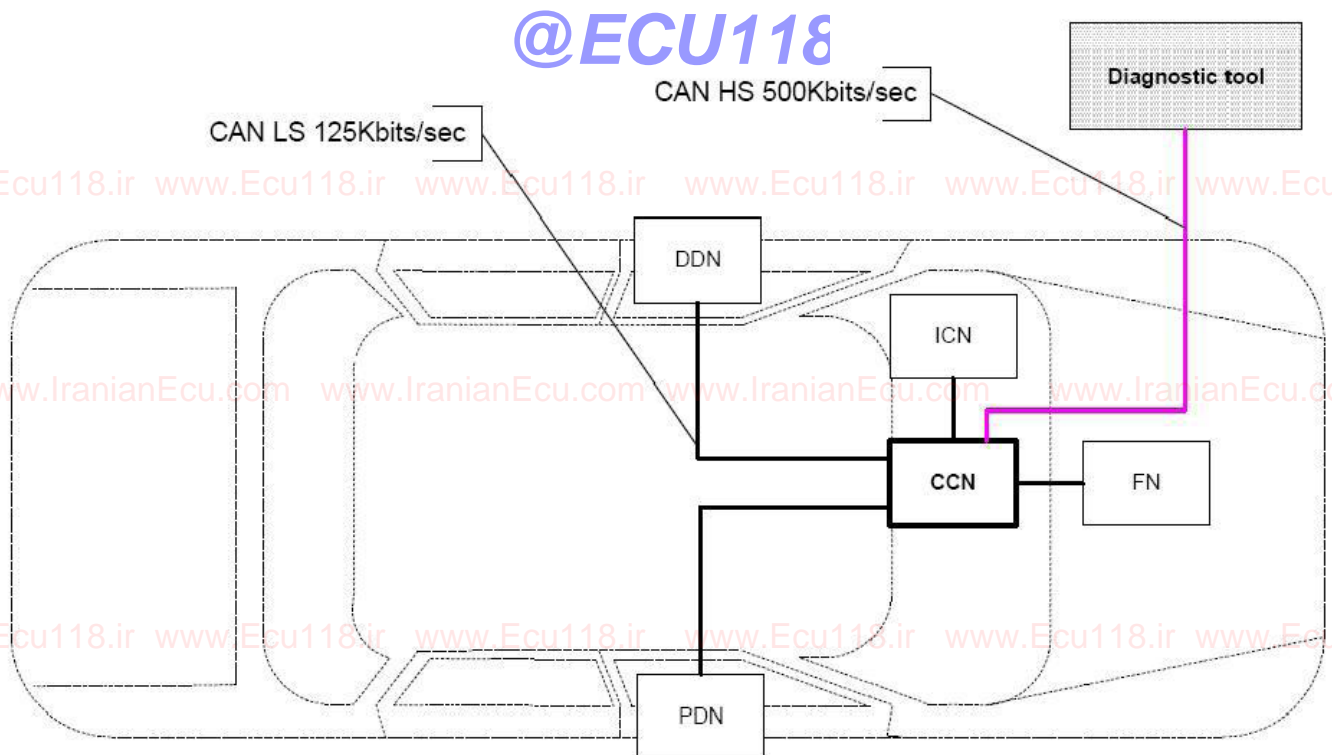 @ECU118
Diagnostic tool
CAN HS 500Kbits/sec
CAN LS 125Kbits/sec
Ecu118.ir www.Ecu118.ir www.Ecu118.ir www.Ecu118.ir www.Ecu118.ir www.Ecu
DDN
ICN
ww.IranianEcu.com www.IranianEcu.com www.IranianEcu.com www.IranianEcu.co
CCN
FN
Ecu118.ir www.Ecu118.ir www.Ecu118.ir www.Ecu118.ir www.Ecu118.ir www.Ecu
PDN